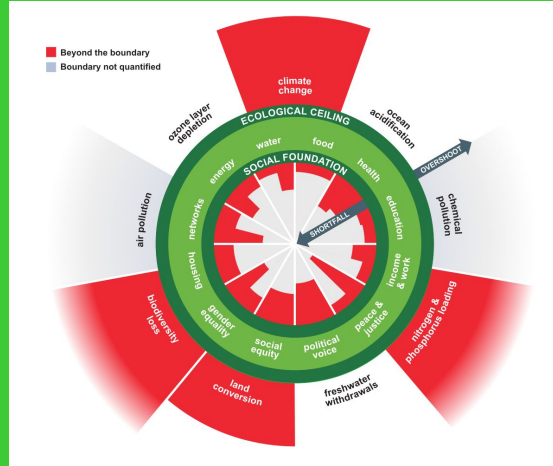 Beyond the boundary
Boundary not quantified
climate
change
ozone layer
depletion
ocean
acidification
ECOLOGICAL CEILING
OVERSHOOT
water
food
energy
health
SOCIAL FOUNDATION
SHORTFALL
air pollution
networks
education
chemical
pollution
housing
income
& work
biodiversity
loss
gender
equality
social
equity
political
voice
peace &
justice
nitrogen &
phosphorus loading
land
conversion
freshwater
withdrawals